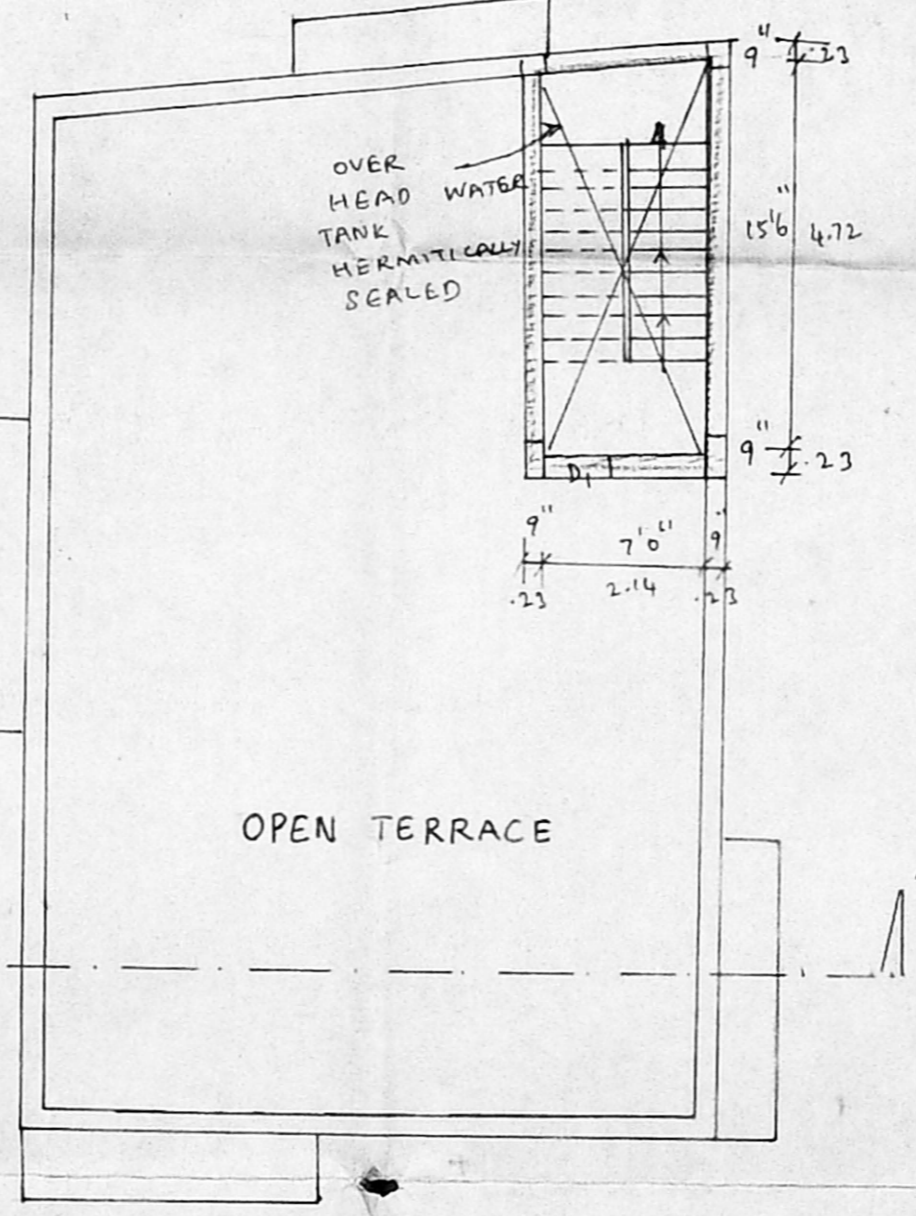 9"
.23
OVER
HEAD WATER
TANK
HERMITICALLY
SEALED
15'6"
4.72
9"
.23
D1
9"
7'0"
9"
.23
2.14
.23
OPEN TERRACE